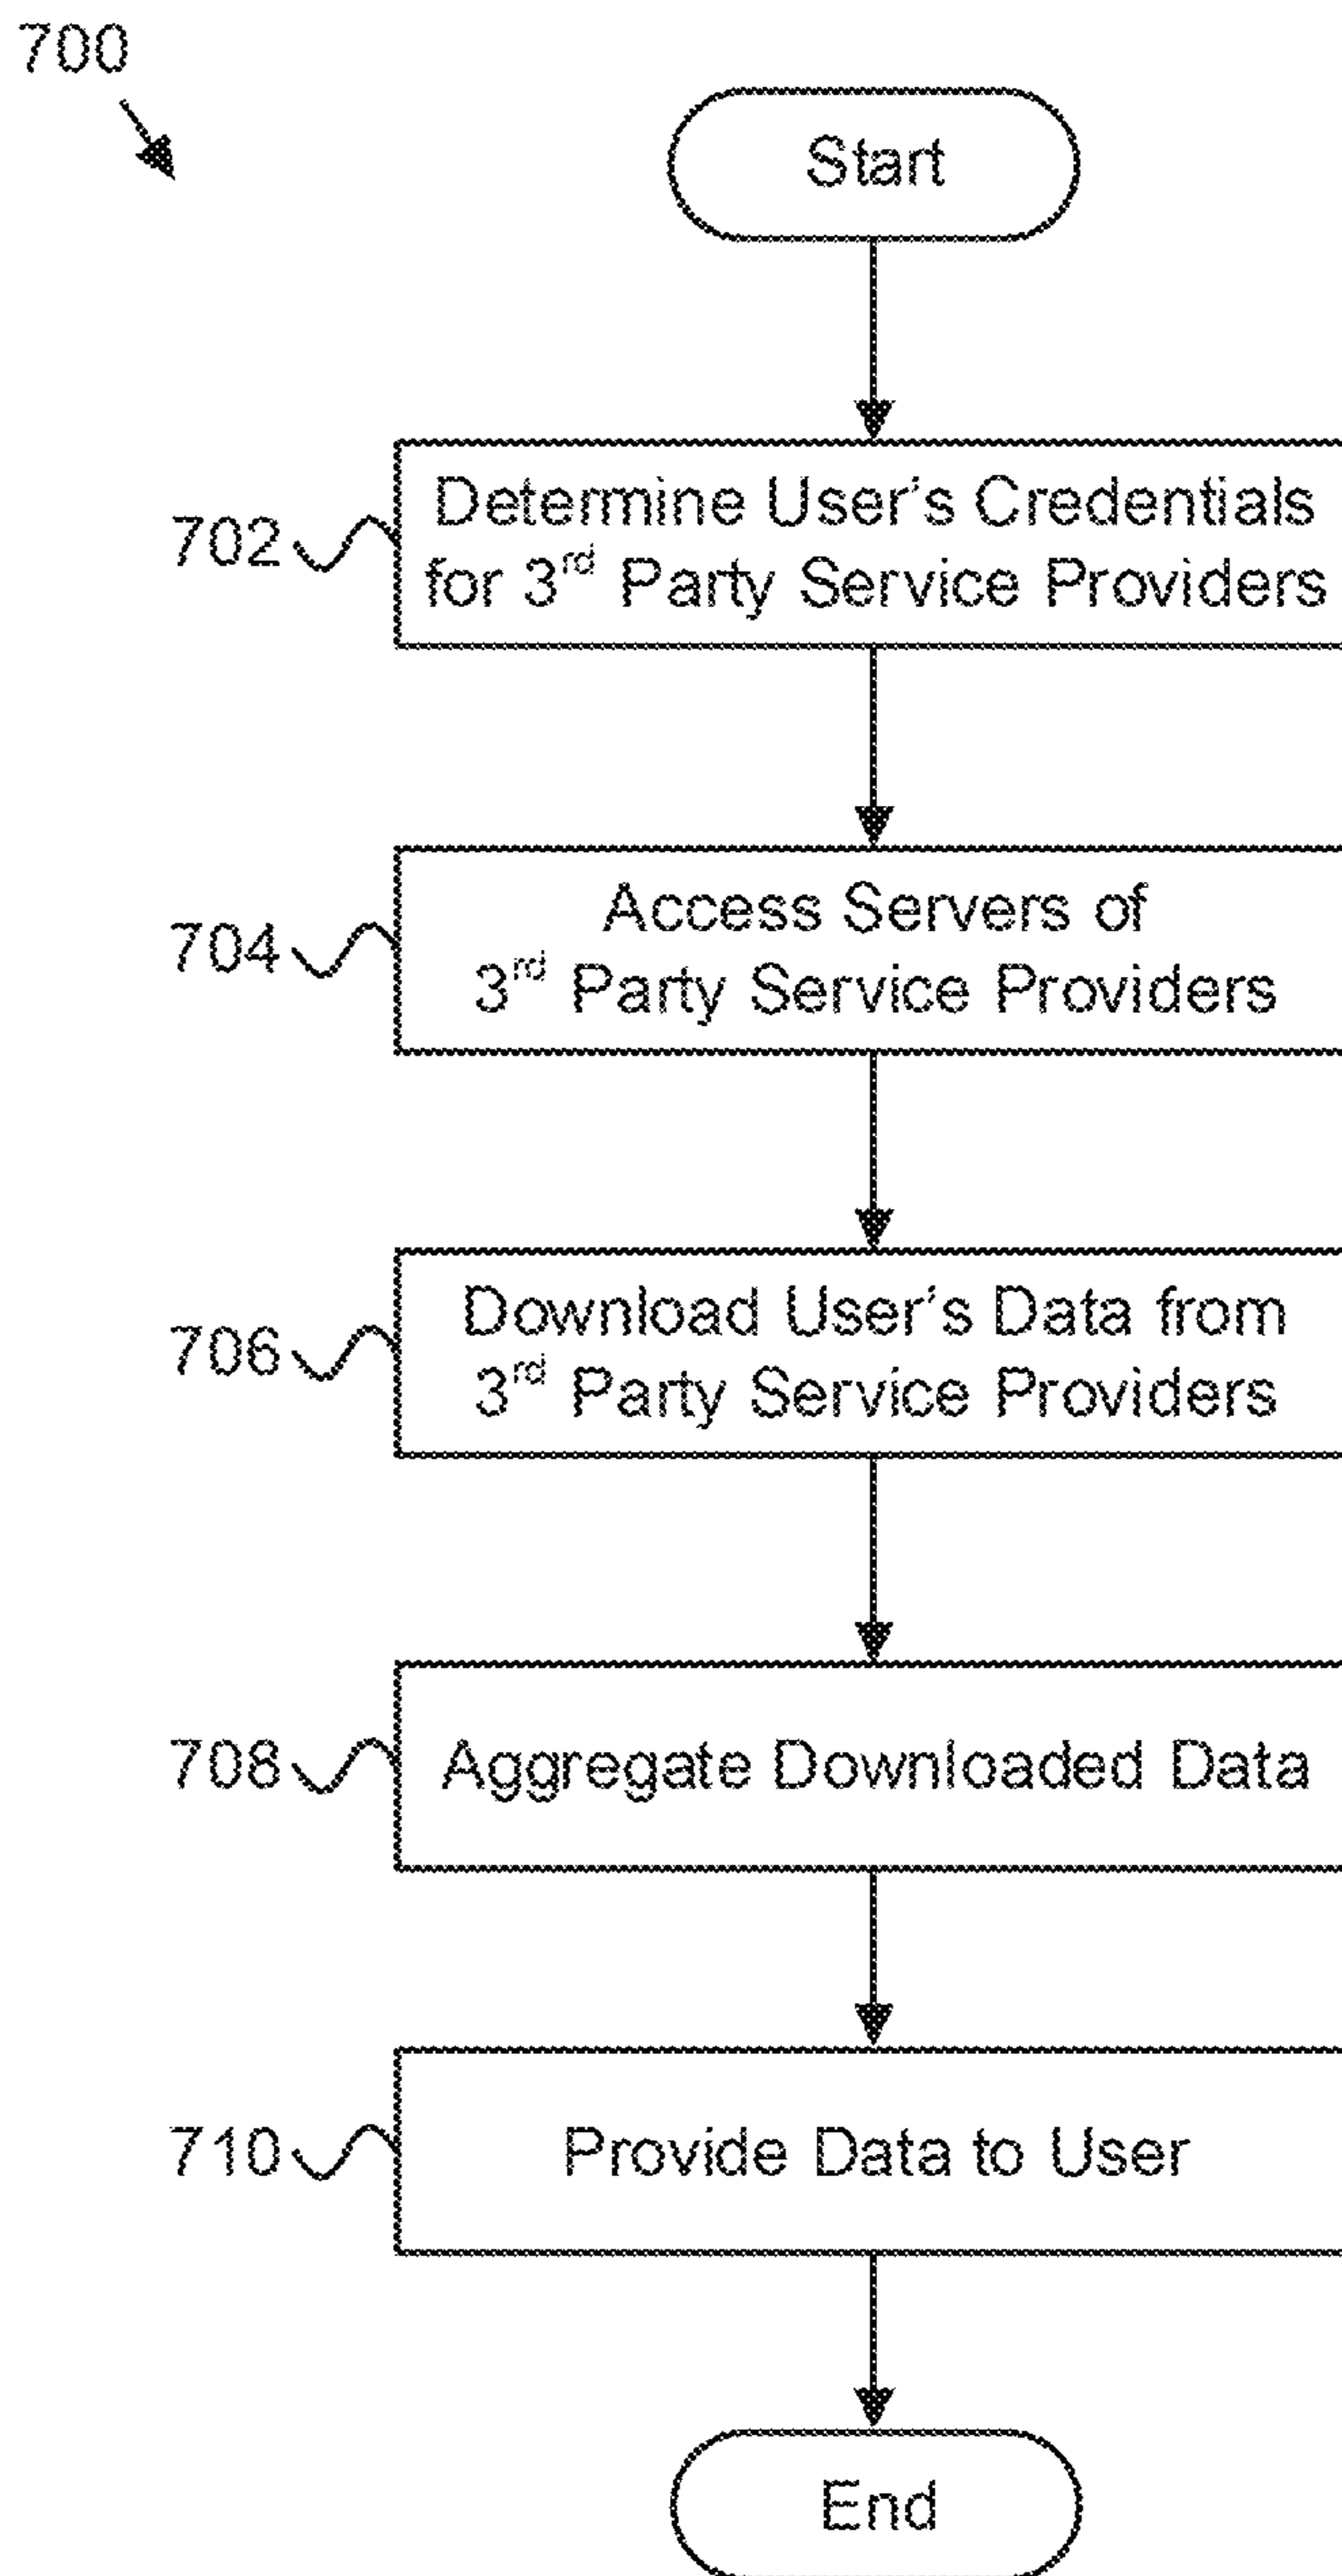 700
Start
702
Determine User's Credentials
for 3rd Party Service Providers
704
Access Servers of
3rd Party Service Providers
706
Download User's Data from
3rd Party Service Providers
708
Aggregate Downloaded Data
710
Provide Data to User
End